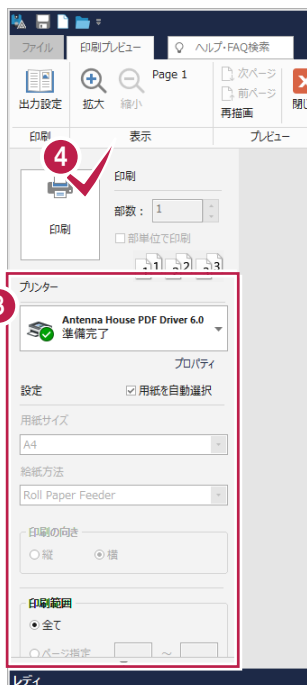 ファイル 印刷プレビュー ヘルプ・FAQ検索
出力設定 拡大 縮小 Page 1 次ページ
前ページ
再描画
印刷 表示 プレビュー
4
印刷
印刷
部数： 1
部単位で印刷
1 2 3
プリンター
Antenna House PDF Driver 6.0
準備完了
プロパティ
設定 用紙を自動選択
用紙サイズ
A4
給紙方法
Roll Paper Feeder
印刷の向き
縦 横
印刷範囲
全て
ページ指定 ～
レディ